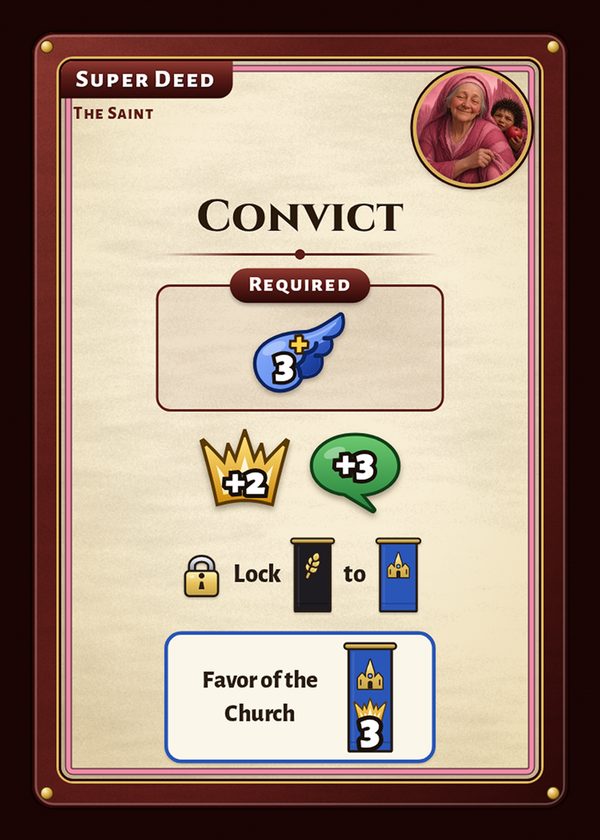 Super Deed
The Saint
Convict
Required
3+
+2 +3
Lock to
Favor of the
Church
3